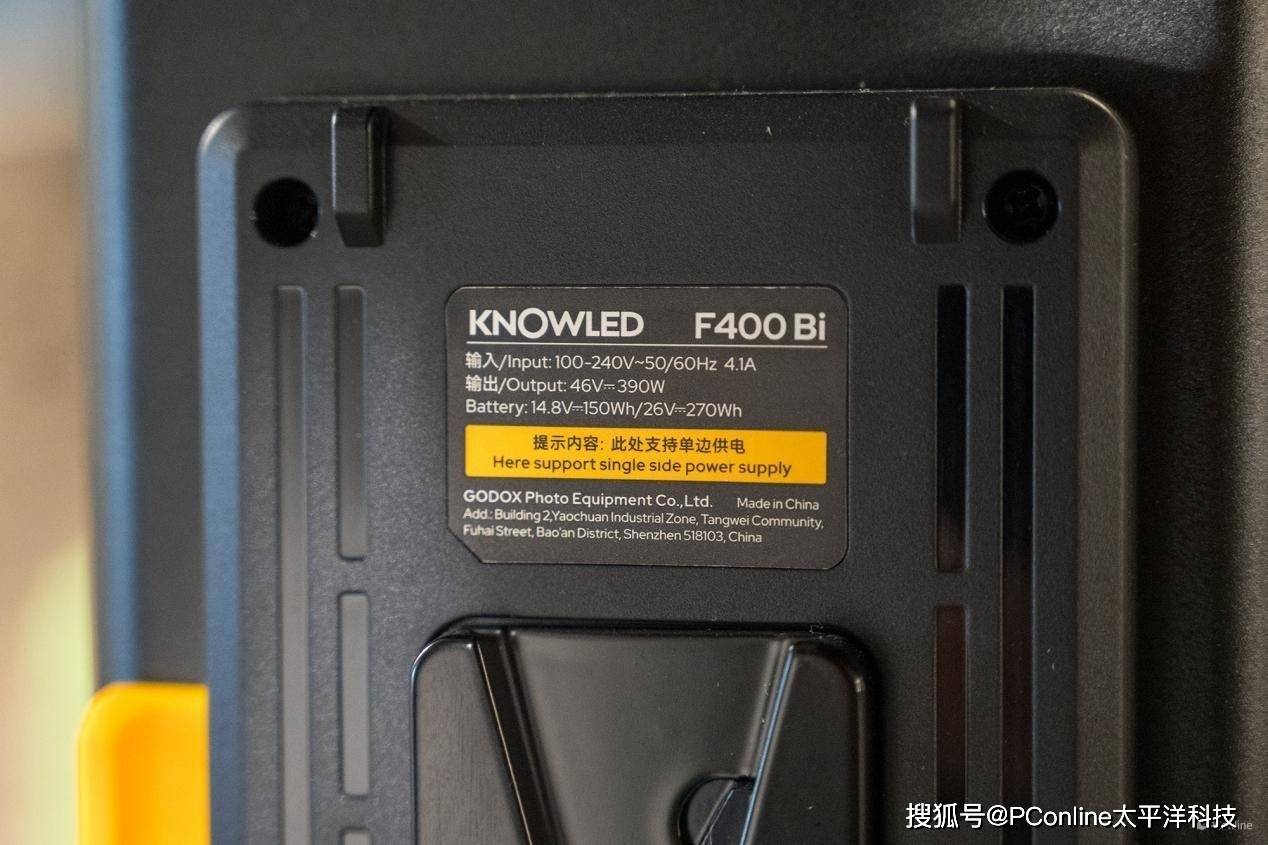 KNOWLED F400 Bi
输入/Input: 100-240V~50/60Hz 4.1A
输出/Output: 46V⎓390W
Battery: 14.8V⎓150Wh/26V⎓270Wh
提示内容: 此处支持单边供电
Here support single side power supply
GODOX Photo Equipment Co.,Ltd. Made in China
Add.: Building 2,Yaochuan Industrial Zone, Tangwei Community,
Fuhai Street, Bao'an District, Shenzhen 518103, China
搜狐号@PConline太平洋科技